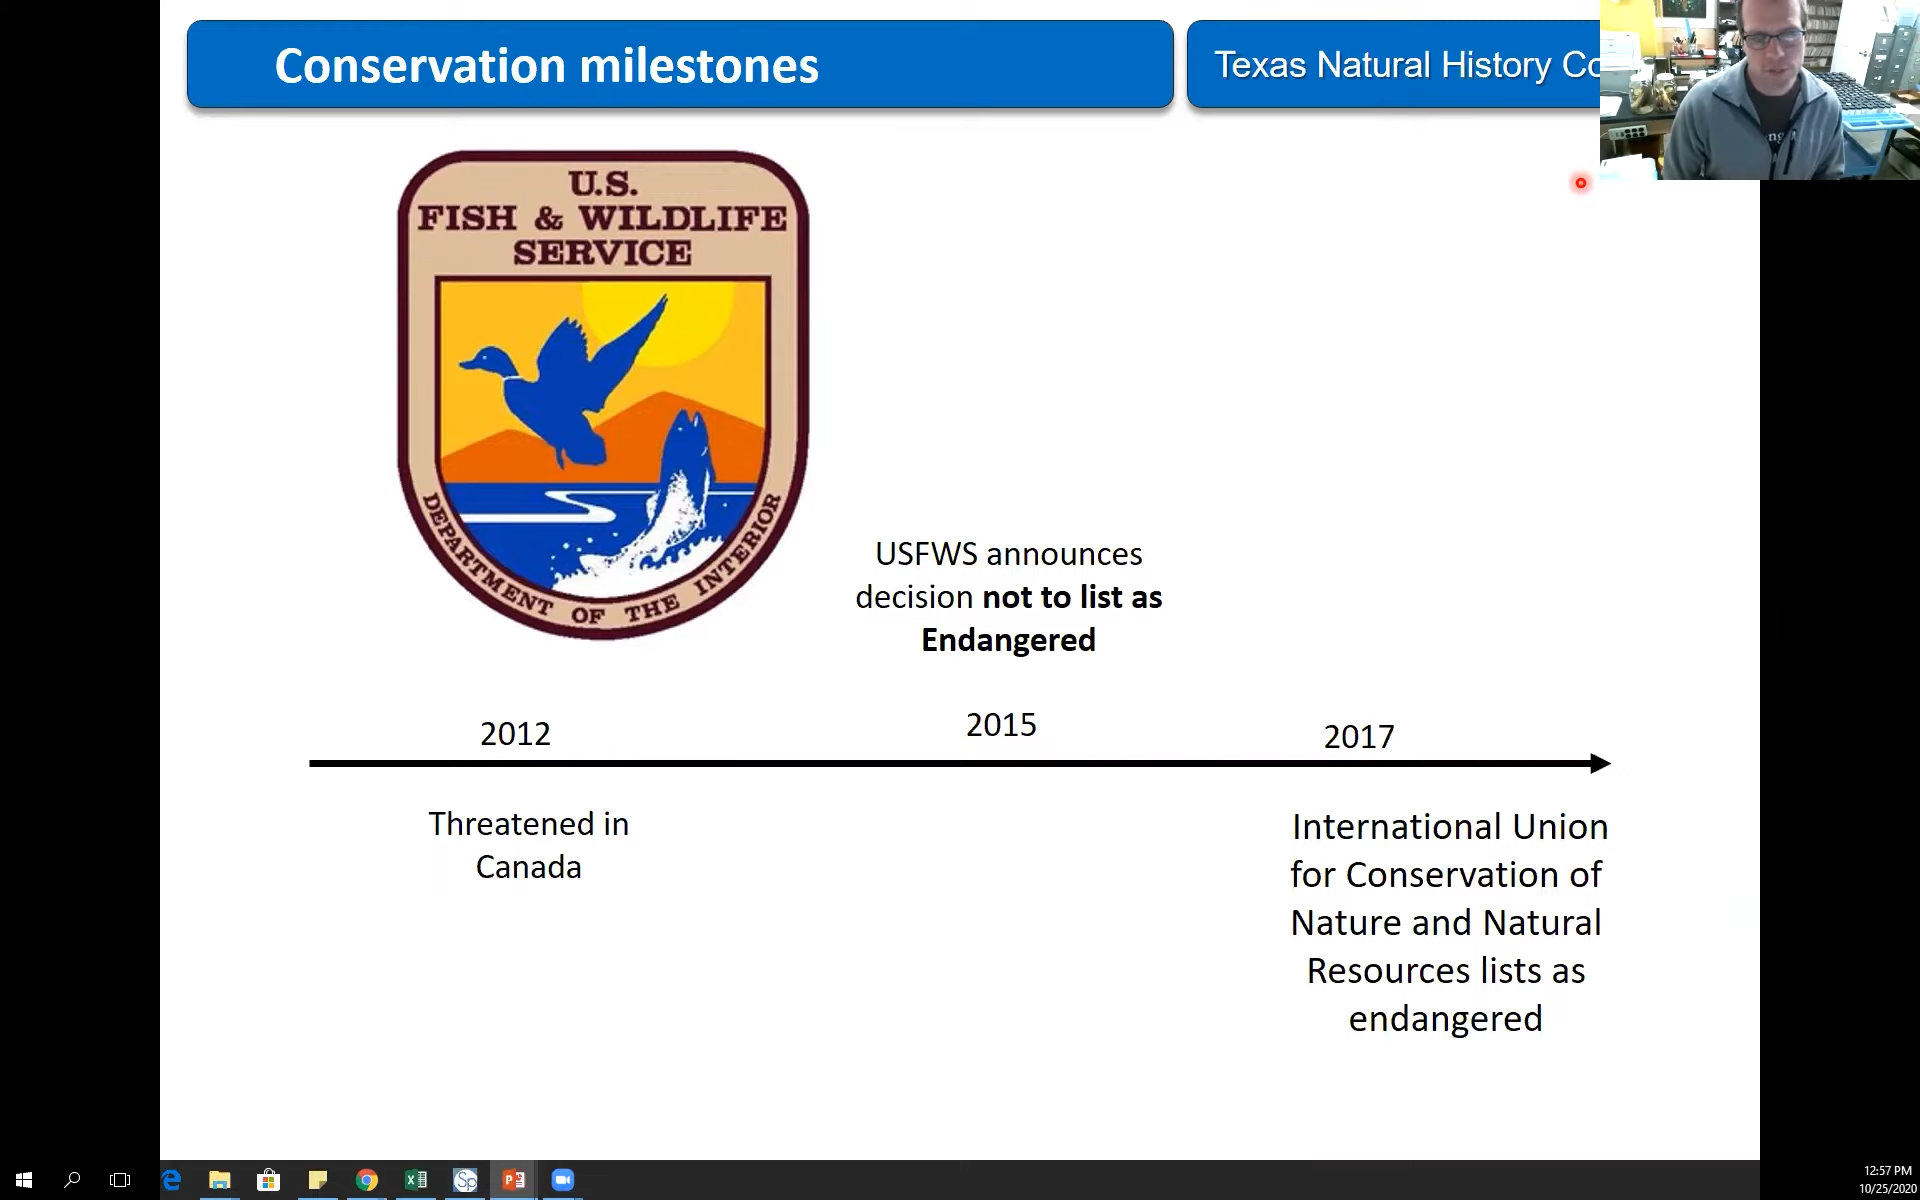 Conservation milestones
Texas Natural History Co
U.S.
FISH & WILDLIFE
SERVICE
DEPARTMENT OF THE INTERIOR
USFWS announces
decision not to list as
Endangered
2012
2015
2017
Threatened in
Canada
International Union
for Conservation of
Nature and Natural
Resources lists as
endangered
Sp
12:57 PM
10/25/2020